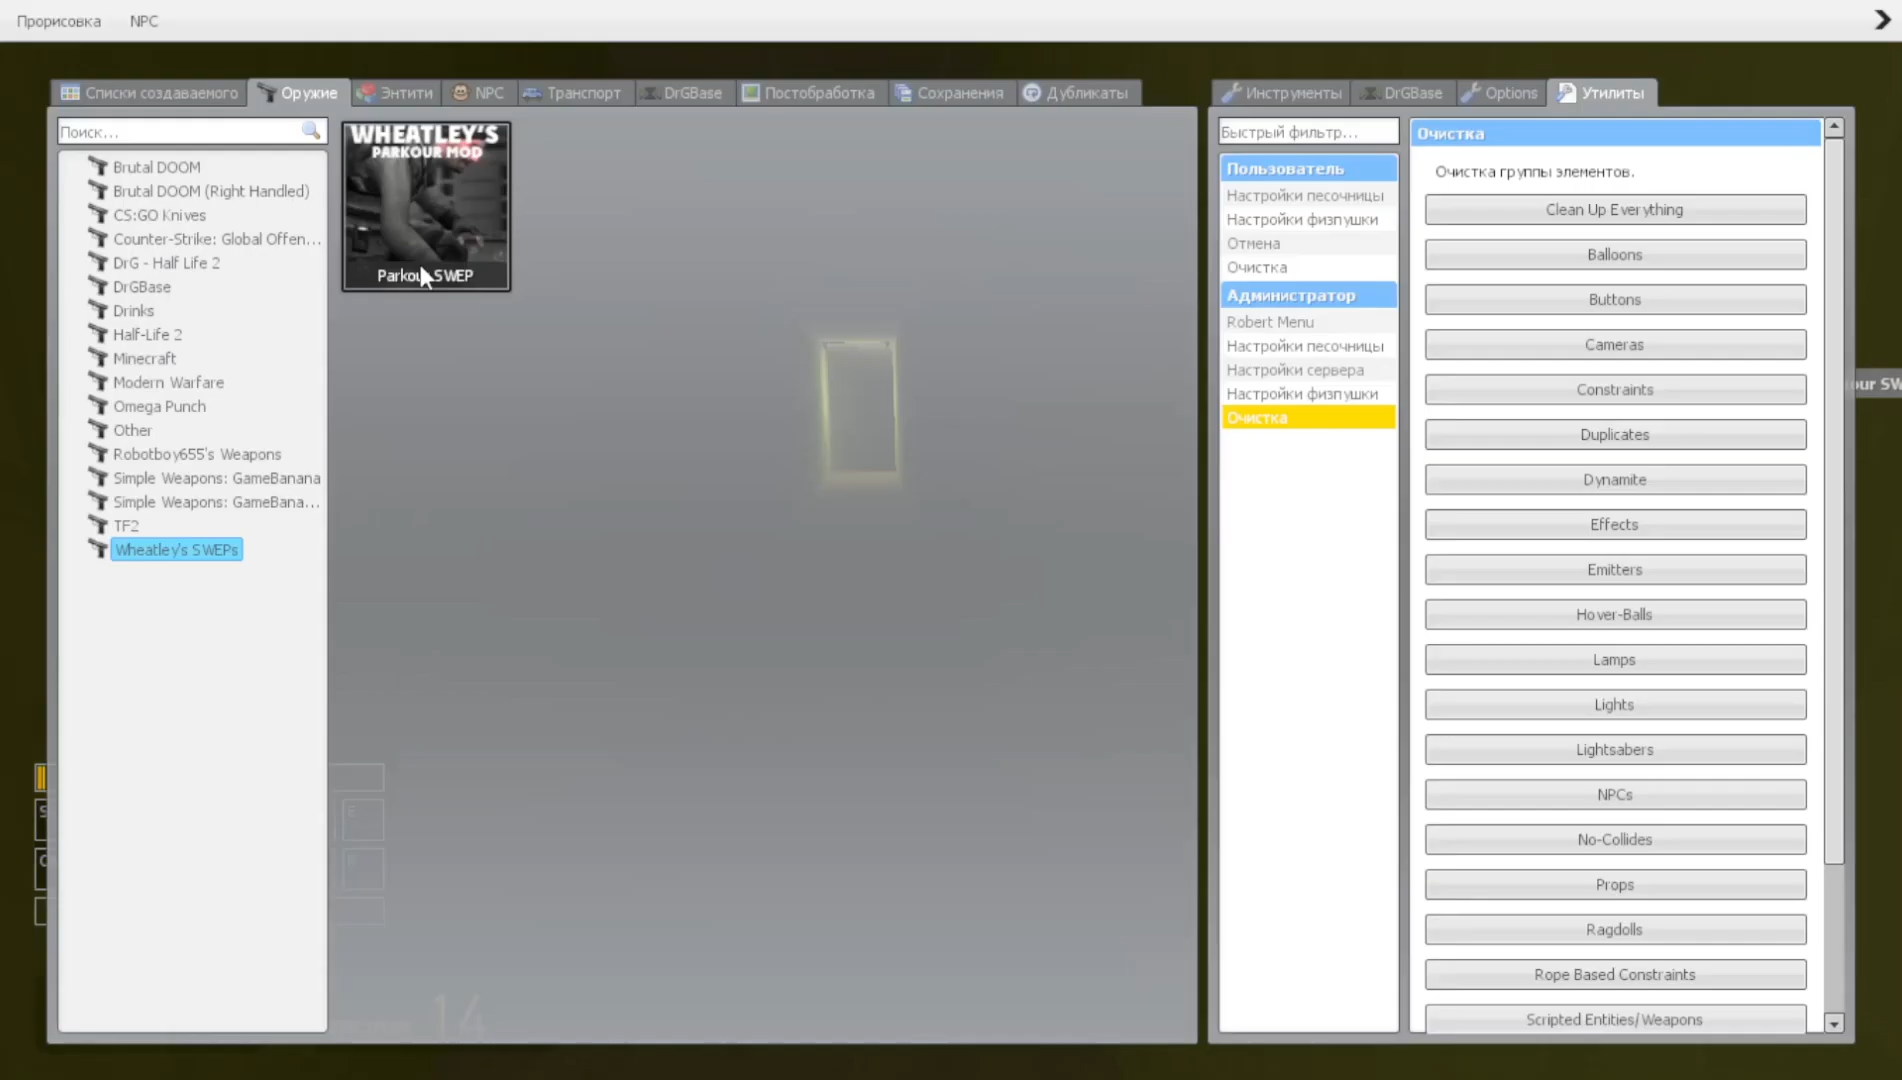 Прорисовка NPC
Списки создаваемого Оружие Энтити NPC Транспорт DrGBase Постобработка Сохранения Дубликаты
Поиск...
Brutal DOOM
Brutal DOOM (Right Handled)
CS:GO Knives
Counter-Strike: Global Offen...
DrG - Half Life 2
DrGBase
Drinks
Half-Life 2
Minecraft
Modern Warfare
Omega Punch
Other
Robotboy655's Weapons
Simple Weapons: GameBanana
Simple Weapons: GameBana...
TF2
Wheatley's SWEPs
WHEATLEY'S
PARKOUR MOD
Parkour SWEP
14
Инструменты DrGBase Options Утилиты
Быстрый фильтр...
Пользователь
Настройки песочницы
Настройки физпушки
Отмена
Очистка
Администратор
Robert Menu
Настройки песочницы
Настройки сервера
Настройки физпушки
Очистка
Очистка
Очистка группы элементов.
Clean Up Everything
Balloons
Buttons
Cameras
Constraints
Duplicates
Dynamite
Effects
Emitters
Hover-Balls
Lamps
Lights
Lightsabers
NPCs
No-Collides
Props
Ragdolls
Rope Based Constraints
Scripted Entities/Weapons